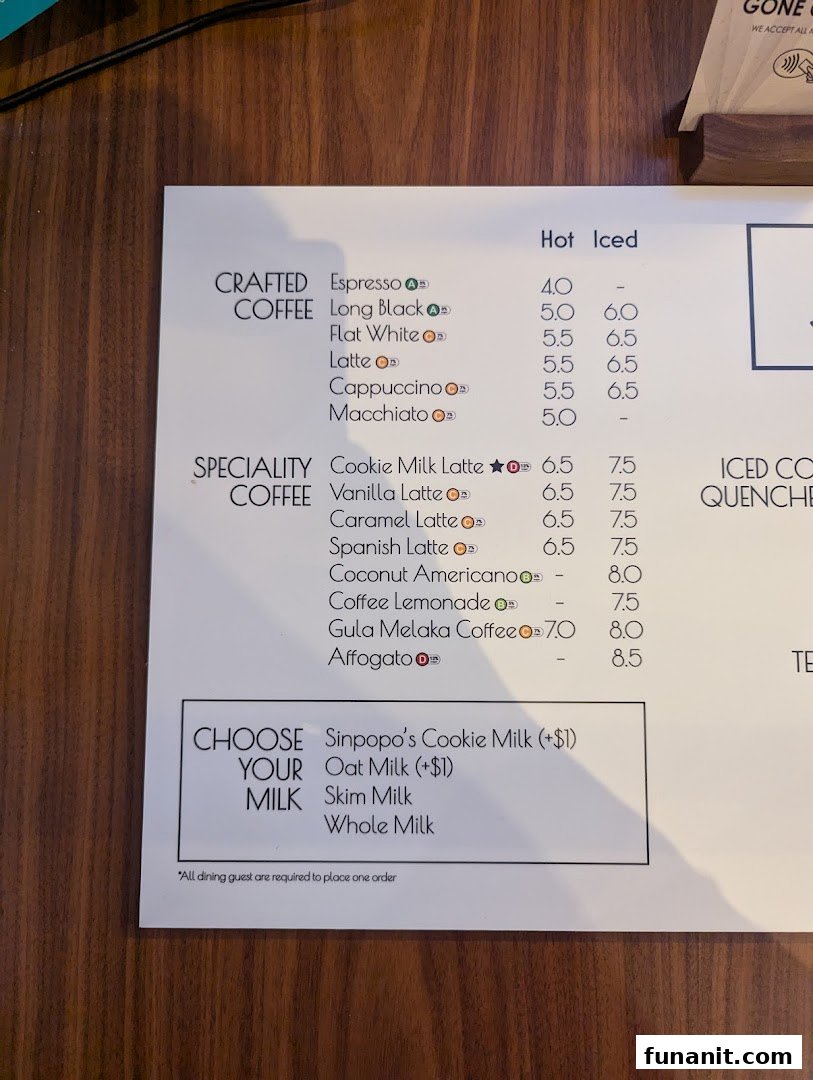 GONE
WE ACCEPT ALL
Hot Iced
CRAFTED
COFFEE
Espresso A 4.0 –
Long Black A 5.0 6.0
Flat White C 5.5 6.5
Latte C 5.5 6.5
Cappuccino C 5.5 6.5
Macchiato C 5.0 –
SPECIALITY
COFFEE
Cookie Milk Latte ★ D 6.5 7.5
Vanilla Latte C 6.5 7.5
Caramel Latte C 6.5 7.5
Spanish Latte C 6.5 7.5
Coconut Americano B – 8.0
Coffee Lemonade B – 7.5
Gula Melaka Coffee C 7.0 8.0
Affogato D – 8.5
CHOOSE
YOUR
MILK
Sinpopo's Cookie Milk (+$1)
Oat Milk (+$1)
Skim Milk
Whole Milk
*All dining guest are required to place one order
ICED CO
QUENCHE
TE
funanit.com